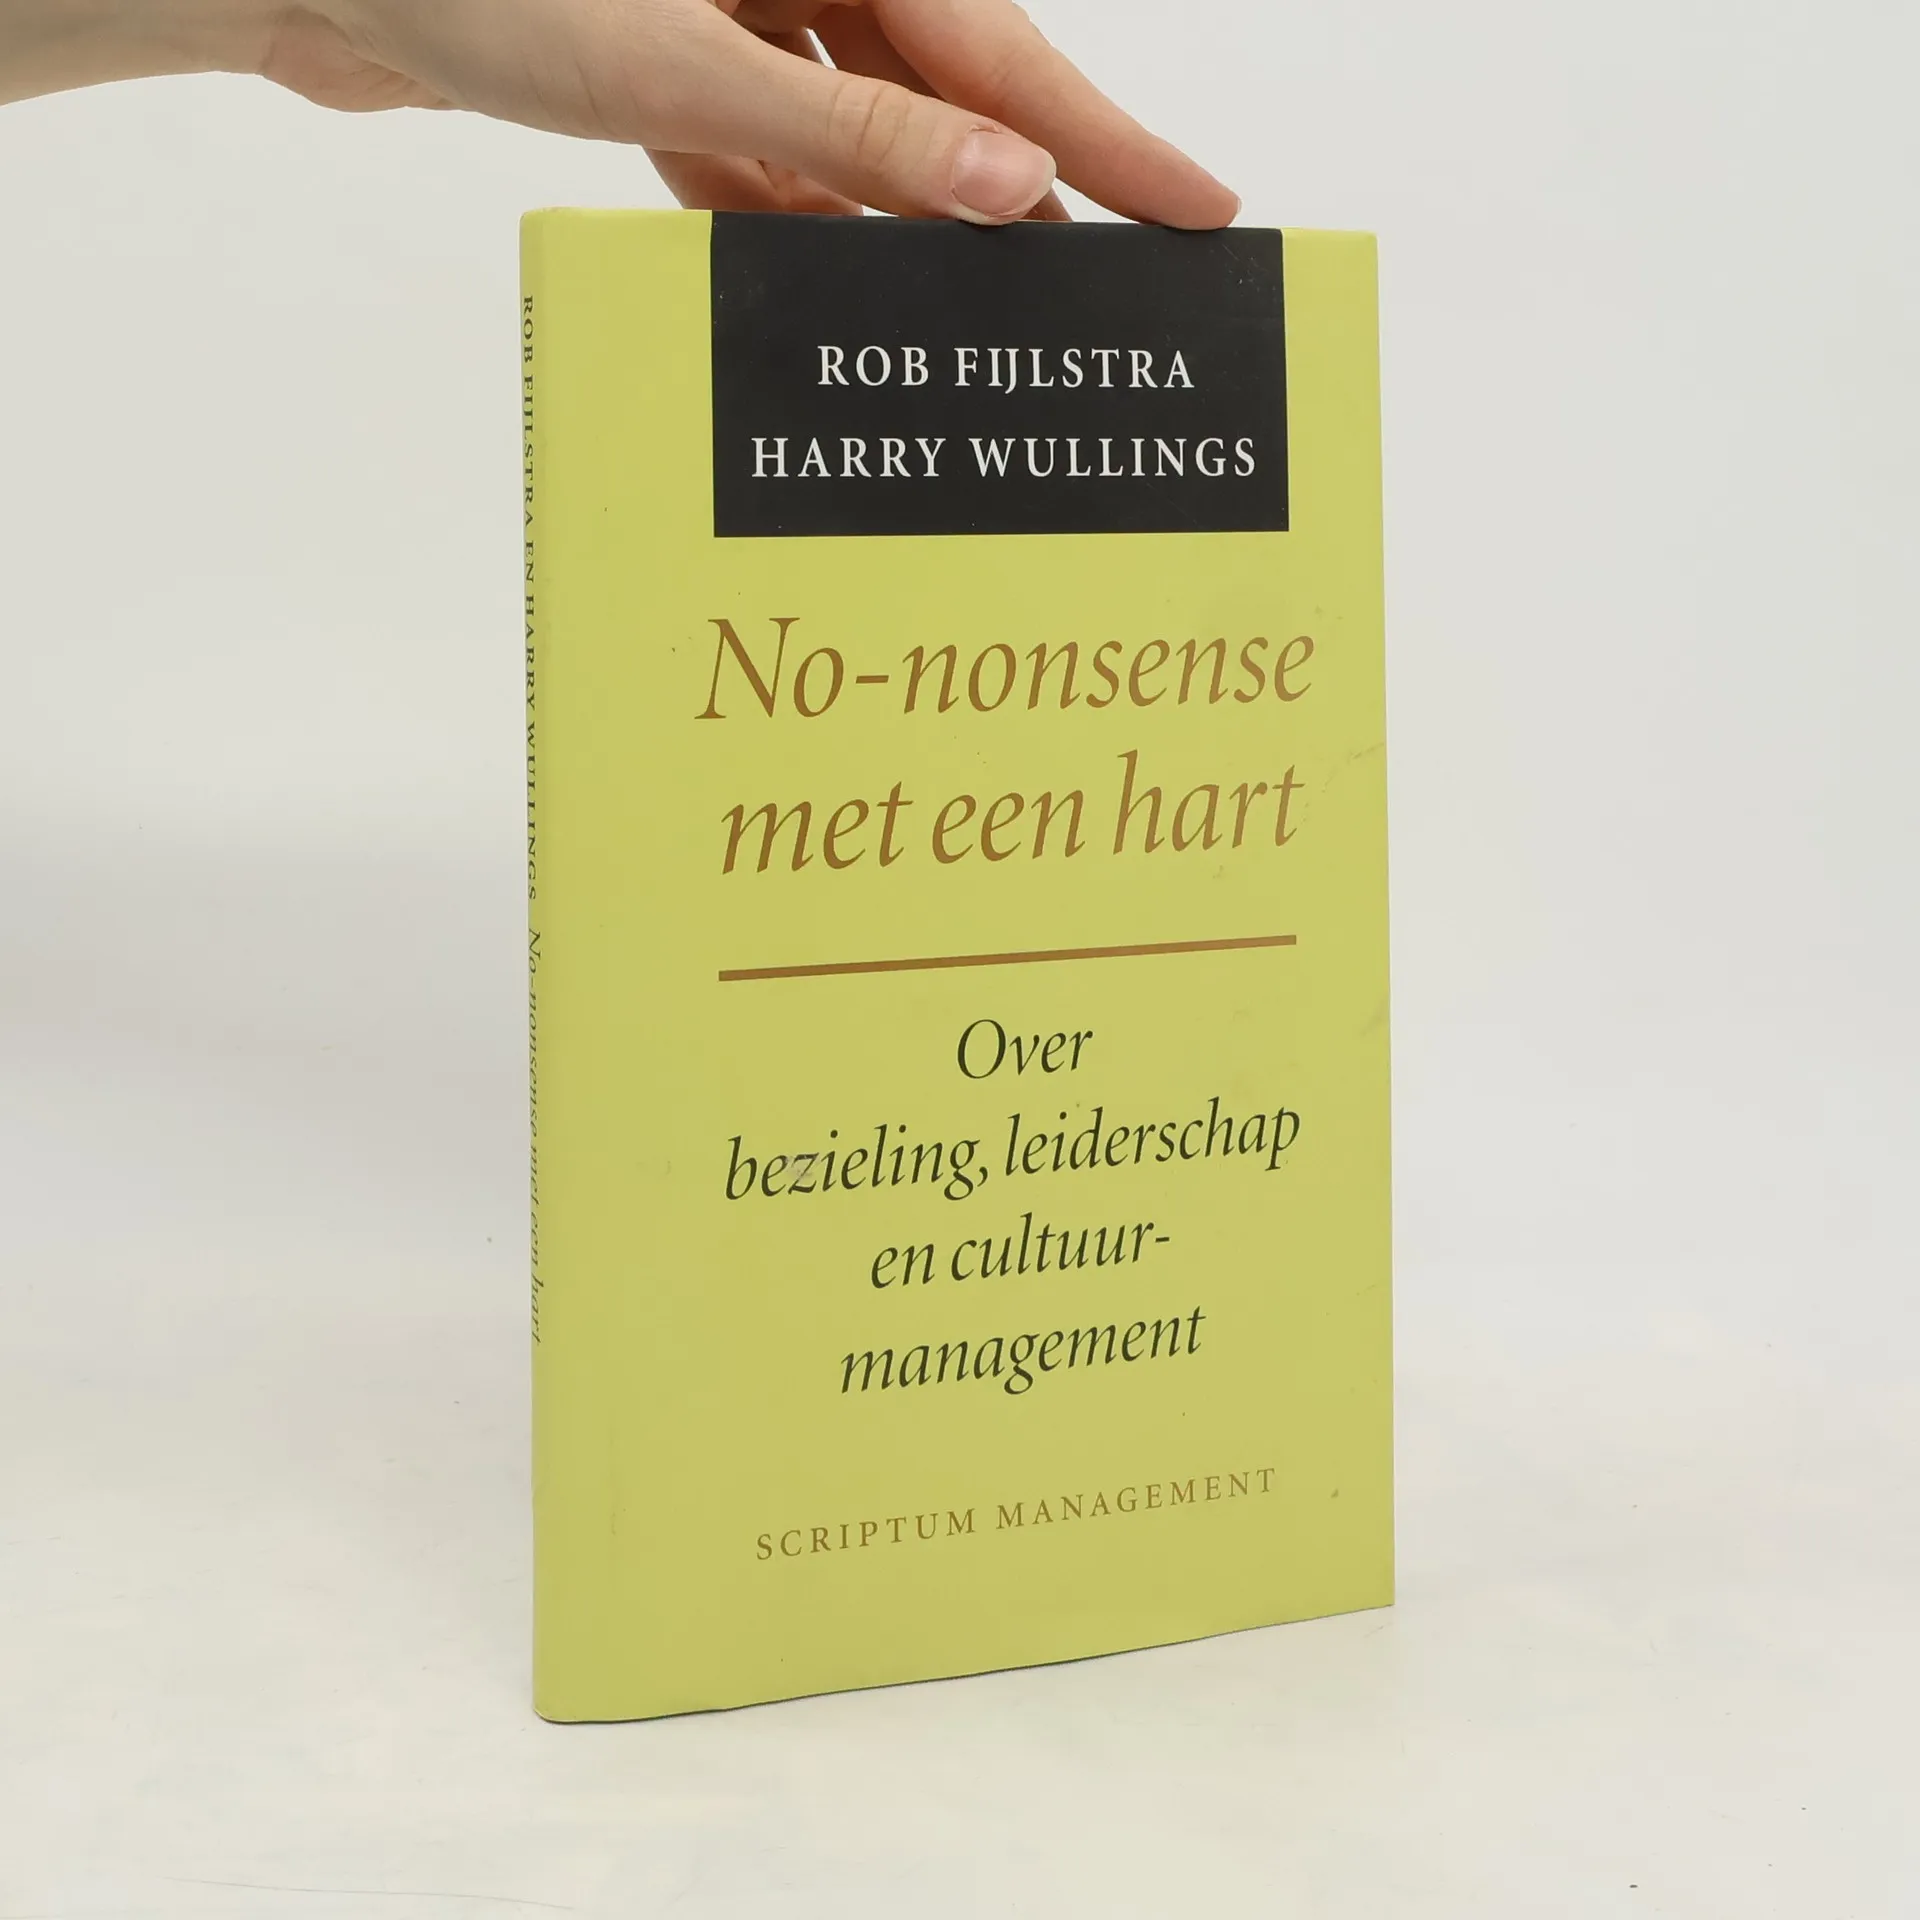 ROB FIJLSTRA
HARRY WULLINGS
No-nonsense
met een hart
Over
bezieling, leiderschap
en cultuur-
management
SCRIPTUM MANAGEMENT
ROB FIJLSTRA EN HARRY WULLINGS No-nonsense met een hart